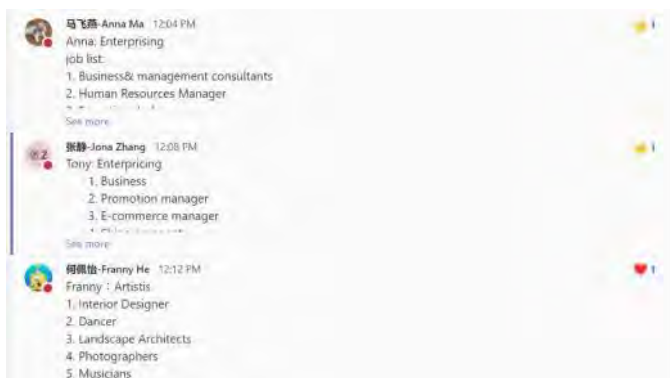 马飞燕-Anna Ma 12:04 PM
1
Anna: Enterprising
job list:
1. Business& management consultants
2. Human Resources Manager
See more
张静-Jona Zhang 12:08 PM
1
Tony: Enterpricing
1. Business
2. Promotion manager
3. E-commerce manager
See more
何佩怡-Franny He 12:12 PM
1
Franny：Artistis
1. Interior Designer
2. Dancer
3. Landscape Architects
4. Photographers
5. Musicians